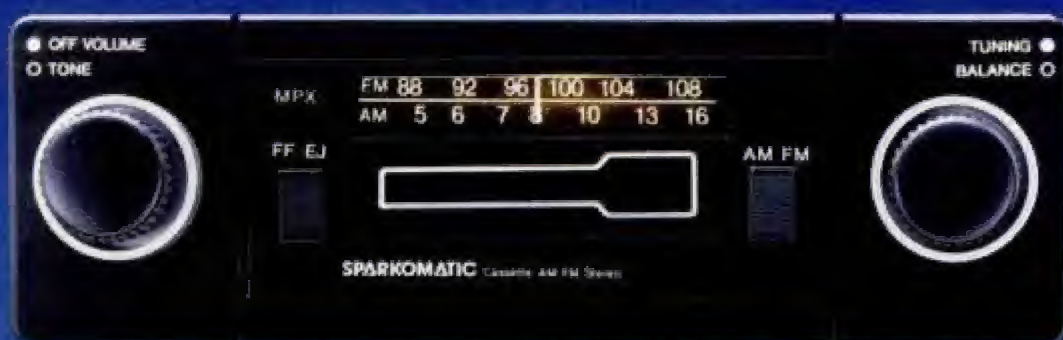 OFF VOLUME
TONE
TUNING
BALANCE
MPX
FM 88 92 96 100 104 108
AM 5 6 7 8 10 13 16
FF EJ
AM FM
SPARKOMATIC Cassette AM FM Stereo